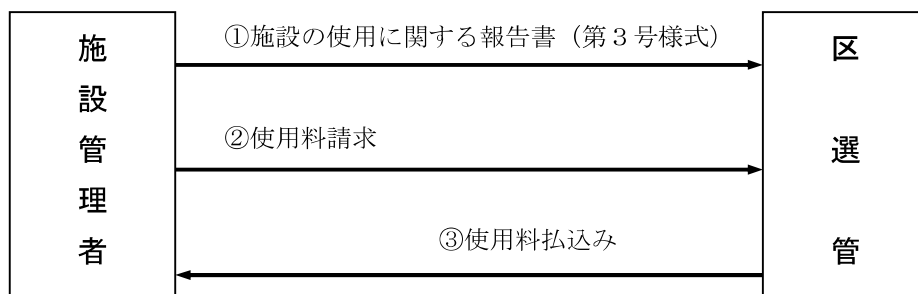 施設管理者
①施設の使用に関する報告書（第３号様式）
②使用料請求
③使用料払込み
区選管